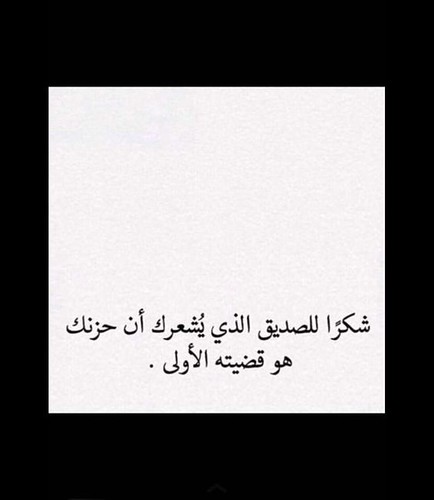 شكرًا للصديق الذي يُشعرك أن حزنك
هو قضيته الأولى .